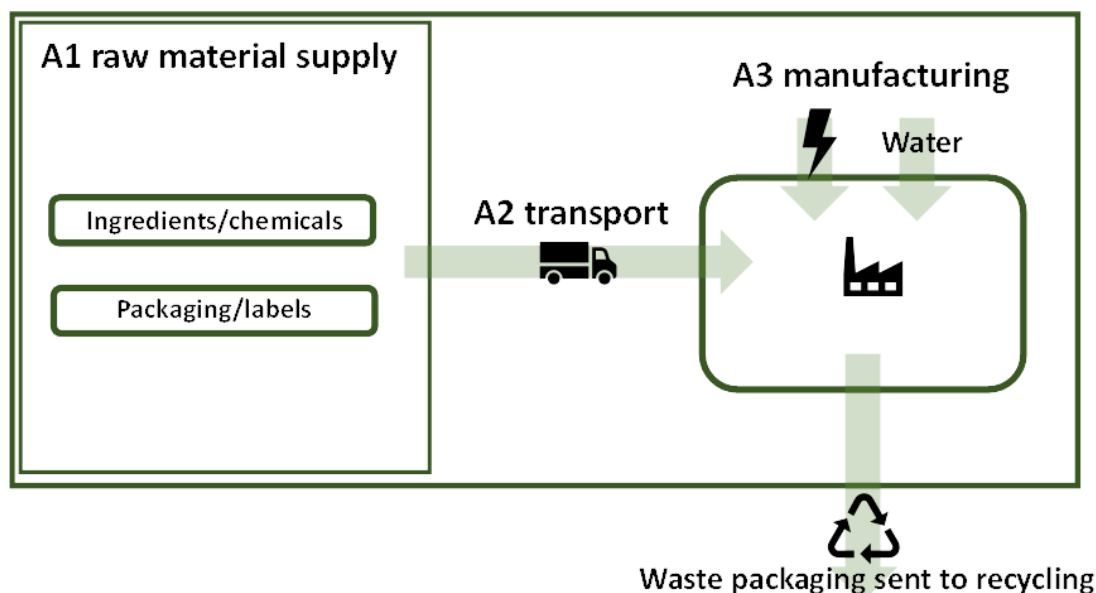 A1 raw material supply
A3 manufacturing
Water
Ingredients/chemicals
A2 transport
Packaging/labels
Waste packaging sent to recycling